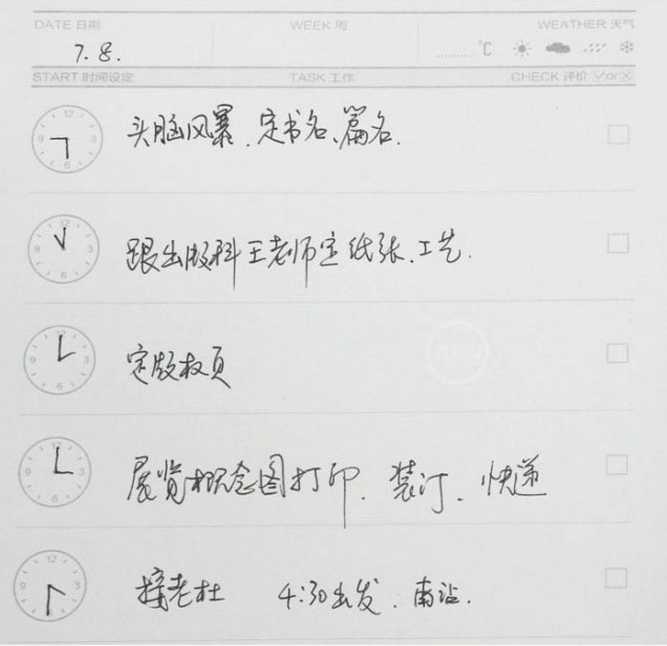 DATE 日期 WEEK 周 WEATHER 天气
7. 8. ℃
START 时间设定 TASK 工作 CHECK 评价 √or×
头脑风暴、定书名、篇名.
跟出版科王老师定纸张、工艺.
定版权页
展览概念图打印、装订、快递
接老杜 4:30出发、南站.